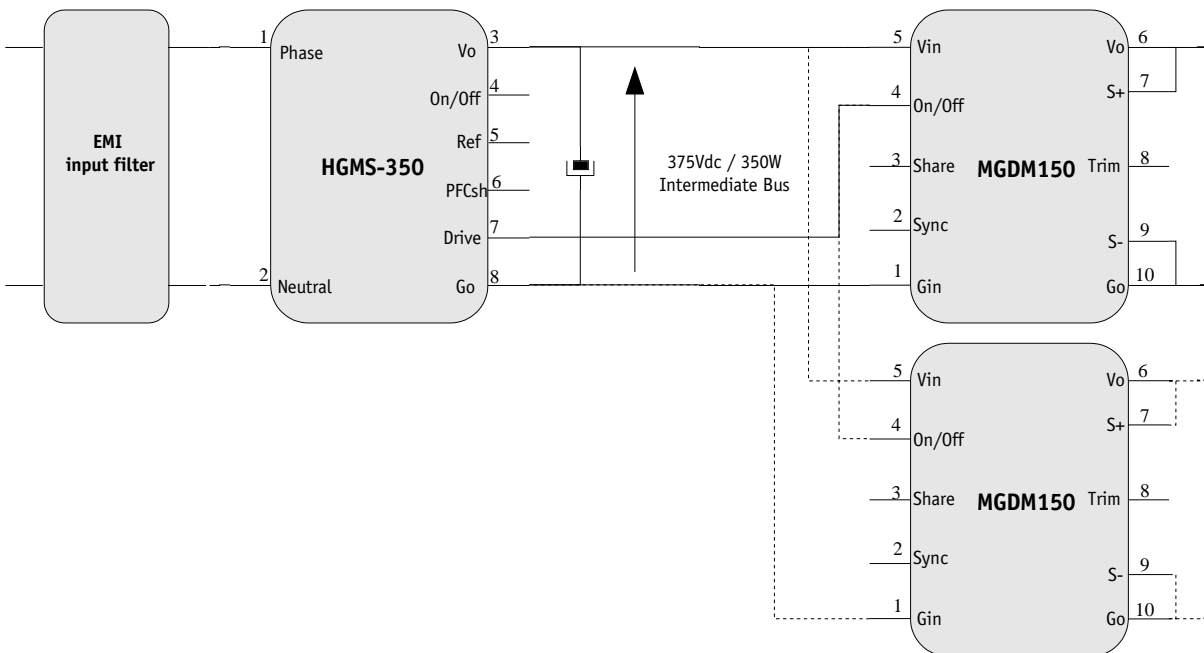 EMI
input filter
1
Phase
2
Neutral
HGMS-350
Vo
3
On/Off
4
Ref
5
PFCsh
6
Drive
7
Go
8
375Vdc / 350W
Intermediate Bus
5
Vin
4
On/Off
3
Share
2
Sync
1
Gin
MGDM150
Vo
6
S+
7
Trim
8
S-
9
Go
10
5
Vin
4
On/Off
3
Share
2
Sync
1
Gin
MGDM150
Vo
6
S+
7
Trim
8
S-
9
Go
10